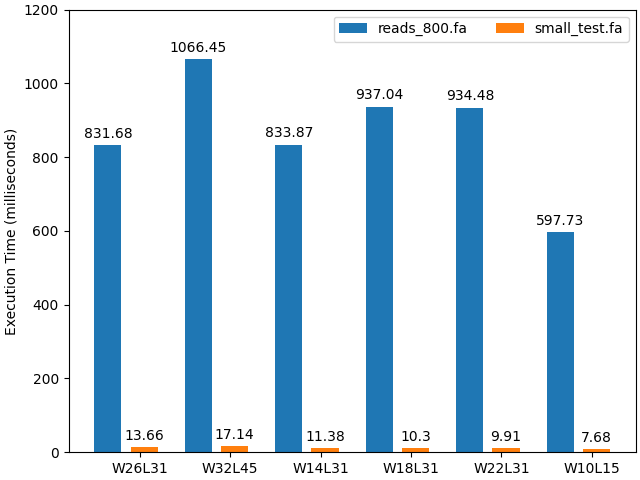 1200
1000
800
600
400
200
0
Execution Time (milliseconds)
reads_800.fa
small_test.fa
831.68
1066.45
833.87
937.04
934.48
597.73
13.66
17.14
11.38
10.3
9.91
7.68
W26L31
W32L45
W14L31
W18L31
W22L31
W10L15